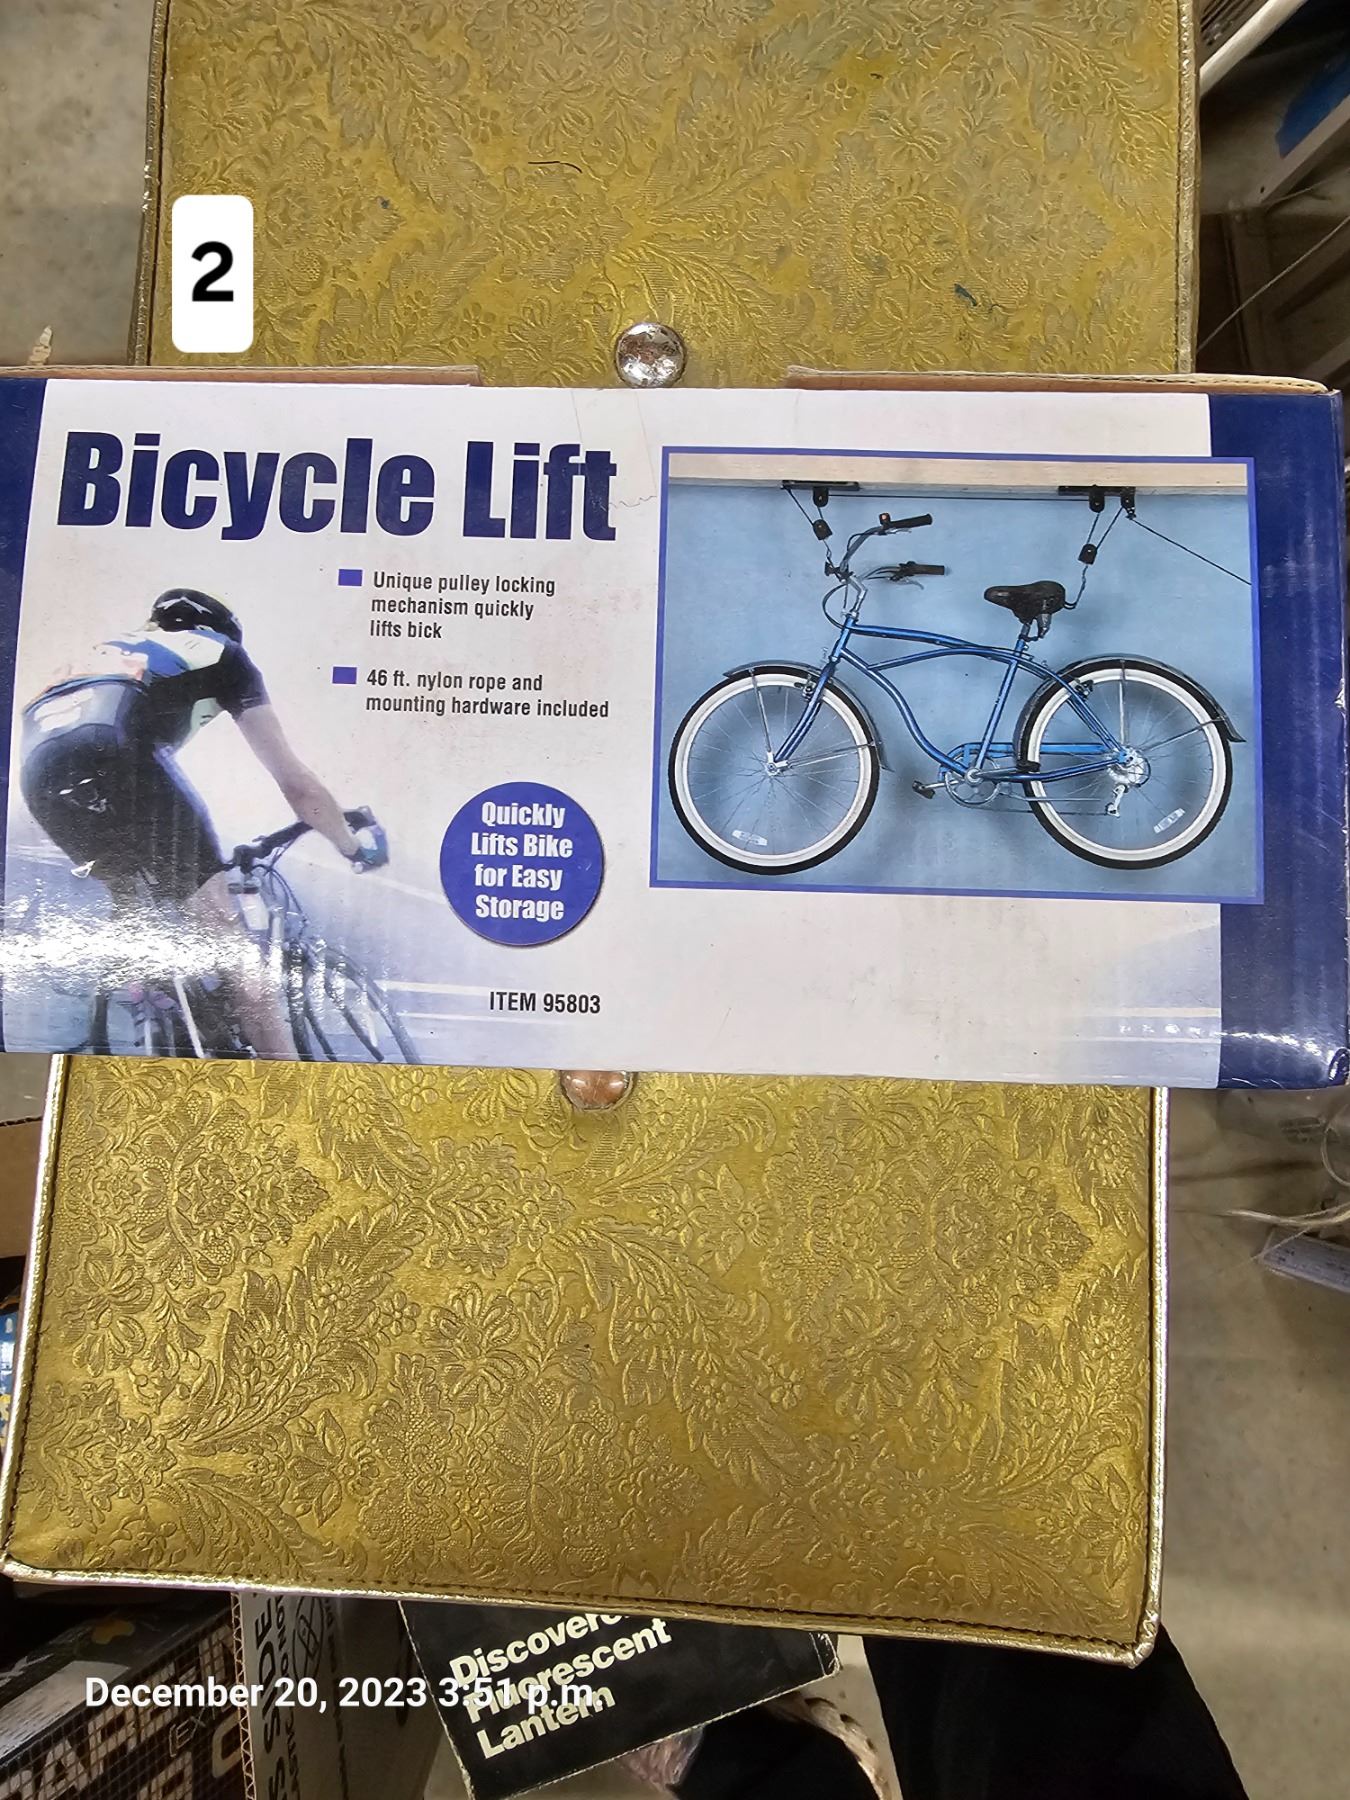 2
Bicycle Lift
Unique pulley locking
mechanism quickly
lifts bick
46 ft. nylon rope and
mounting hardware included
Quickly
Lifts Bike
for Easy
Storage
ITEM 95803
Fluorescent
Lantern
December 20, 2023 3:51 p.m.